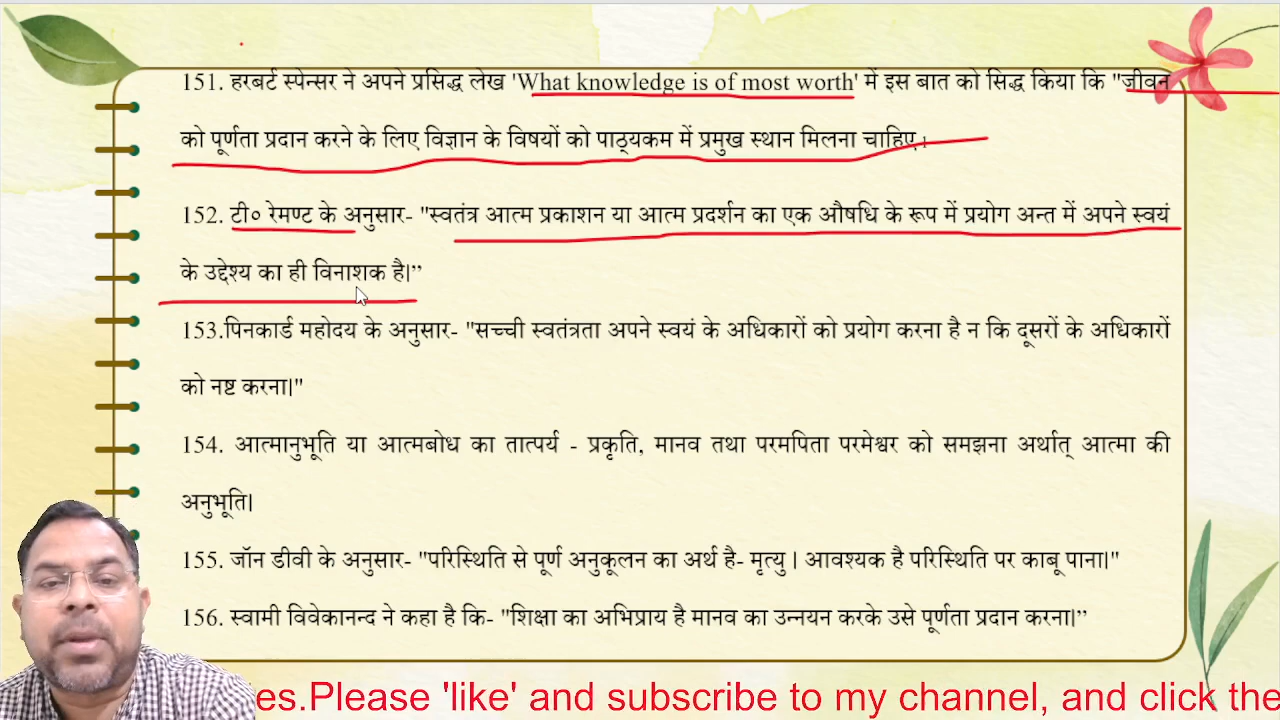 151. हरबर्ट स्पेन्सर ने अपने प्रसिद्ध लेख 'What knowledge is of most worth' में इस बात को सिद्ध किया कि "जीवन
को पूर्णता प्रदान करने के लिए विज्ञान के विषयों को पाठ्यकम में प्रमुख स्थान मिलना चाहिए।
152. टी० रेमण्ट के अनुसार- "स्वतंत्र आत्म प्रकाशन या आत्म प्रदर्शन का एक औषधि के रूप में प्रयोग अन्त में अपने स्वयं
के उद्देश्य का ही विनाशक है।”
153.पिनकार्ड महोदय के अनुसार- "सच्ची स्वतंत्रता अपने स्वयं के अधिकारों को प्रयोग करना है न कि दूसरों के अधिकारों
को नष्ट करना।"
154. आत्मानुभूति या आत्मबोध का तात्पर्य - प्रकृति, मानव तथा परमपिता परमेश्वर को समझना अर्थात् आत्मा की
अनुभूति।
155. जॉन डीवी के अनुसार- "परिस्थिति से पूर्ण अनुकूलन का अर्थ है- मृत्यु । आवश्यक है परिस्थिति पर काबू पाना।"
156. स्वामी विवेकानन्द ने कहा है कि- "शिक्षा का अभिप्राय है मानव का उन्नयन करके उसे पूर्णता प्रदान करना।”
es.Please 'like' and subscribe to my channel, and click the